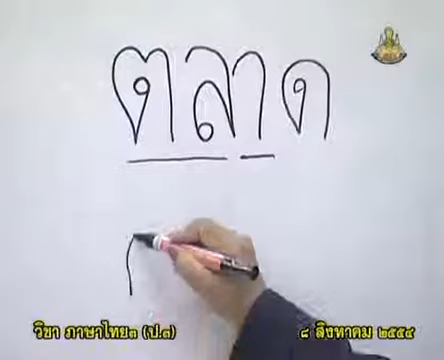 ตลาด
วิชา ภาษาไทย๓ (ป.๓)
๘ สิงหาคม ๒๕๕๔